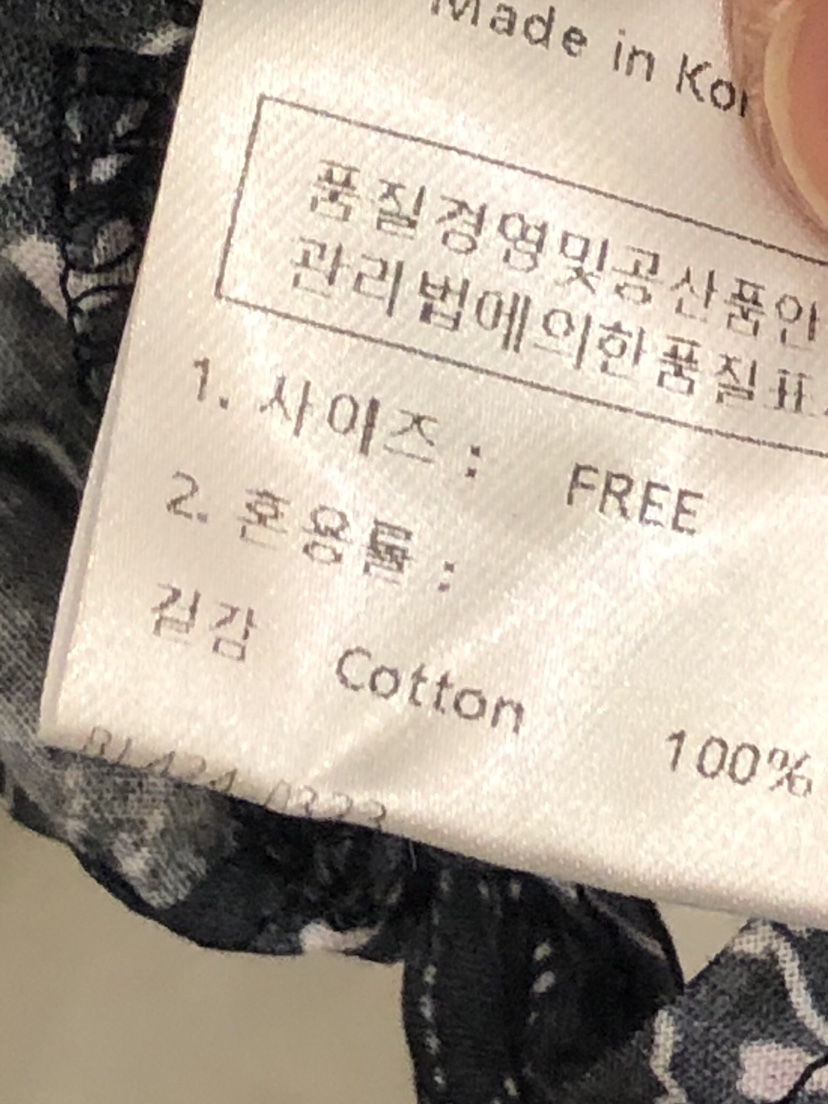 Made in Kor
품질경영및공산품안
관리법에의한품질표
1. 사이즈 : FREE
2. 혼용률 :
겉감 Cotton 100%